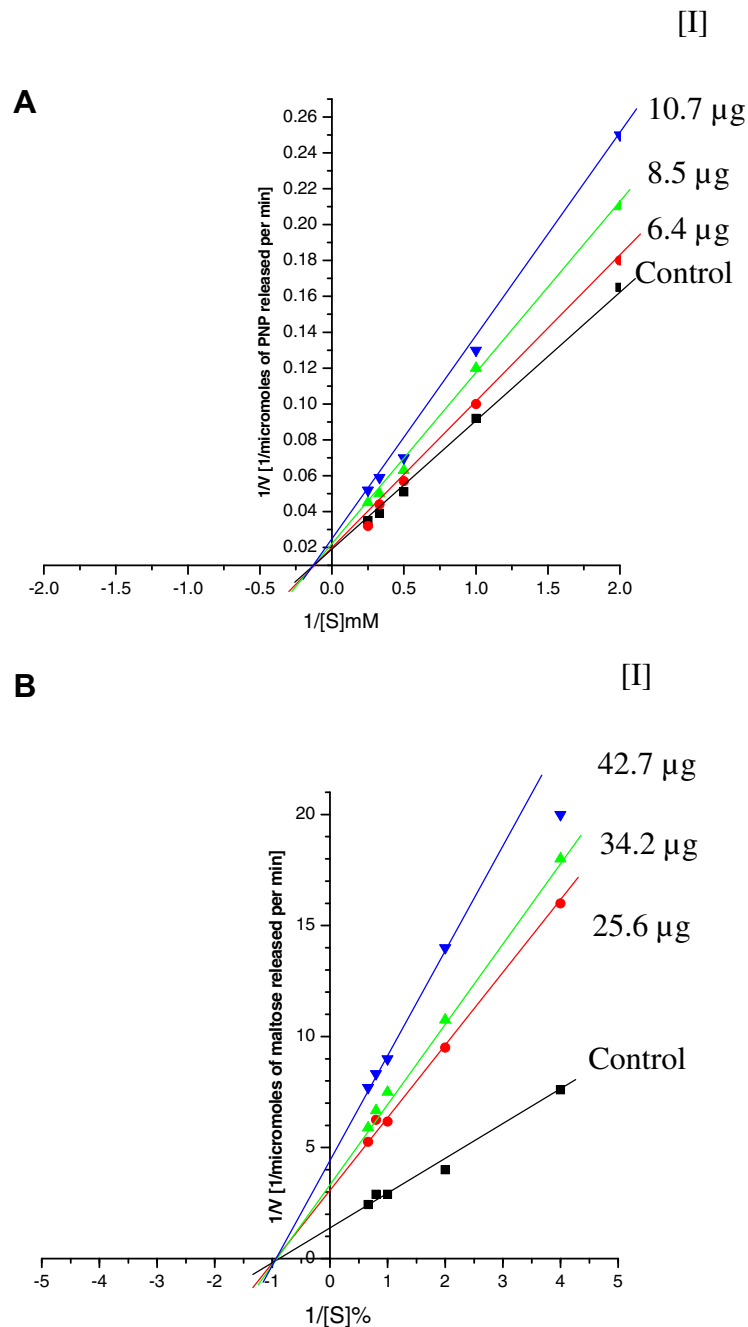 [I]
A
10.7 µg
8.5 µg
6.4 µg
Control
1/V [1/micromoles of PNP released per min]
0.26
0.24
0.22
0.20
0.18
0.16
0.14
0.12
0.10
0.08
0.06
0.04
0.02
-2.0 -1.5 -1.0 -0.5 0.0 0.5 1.0 1.5 2.0
1/[S]mM
[I]
B
42.7 µg
34.2 µg
25.6 µg
Control
1/V [1/micromoles of maltose released per min]
20
15
10
5
0
-5 -4 -3 -2 -1 0 1 2 3 4 5
1/[S]%